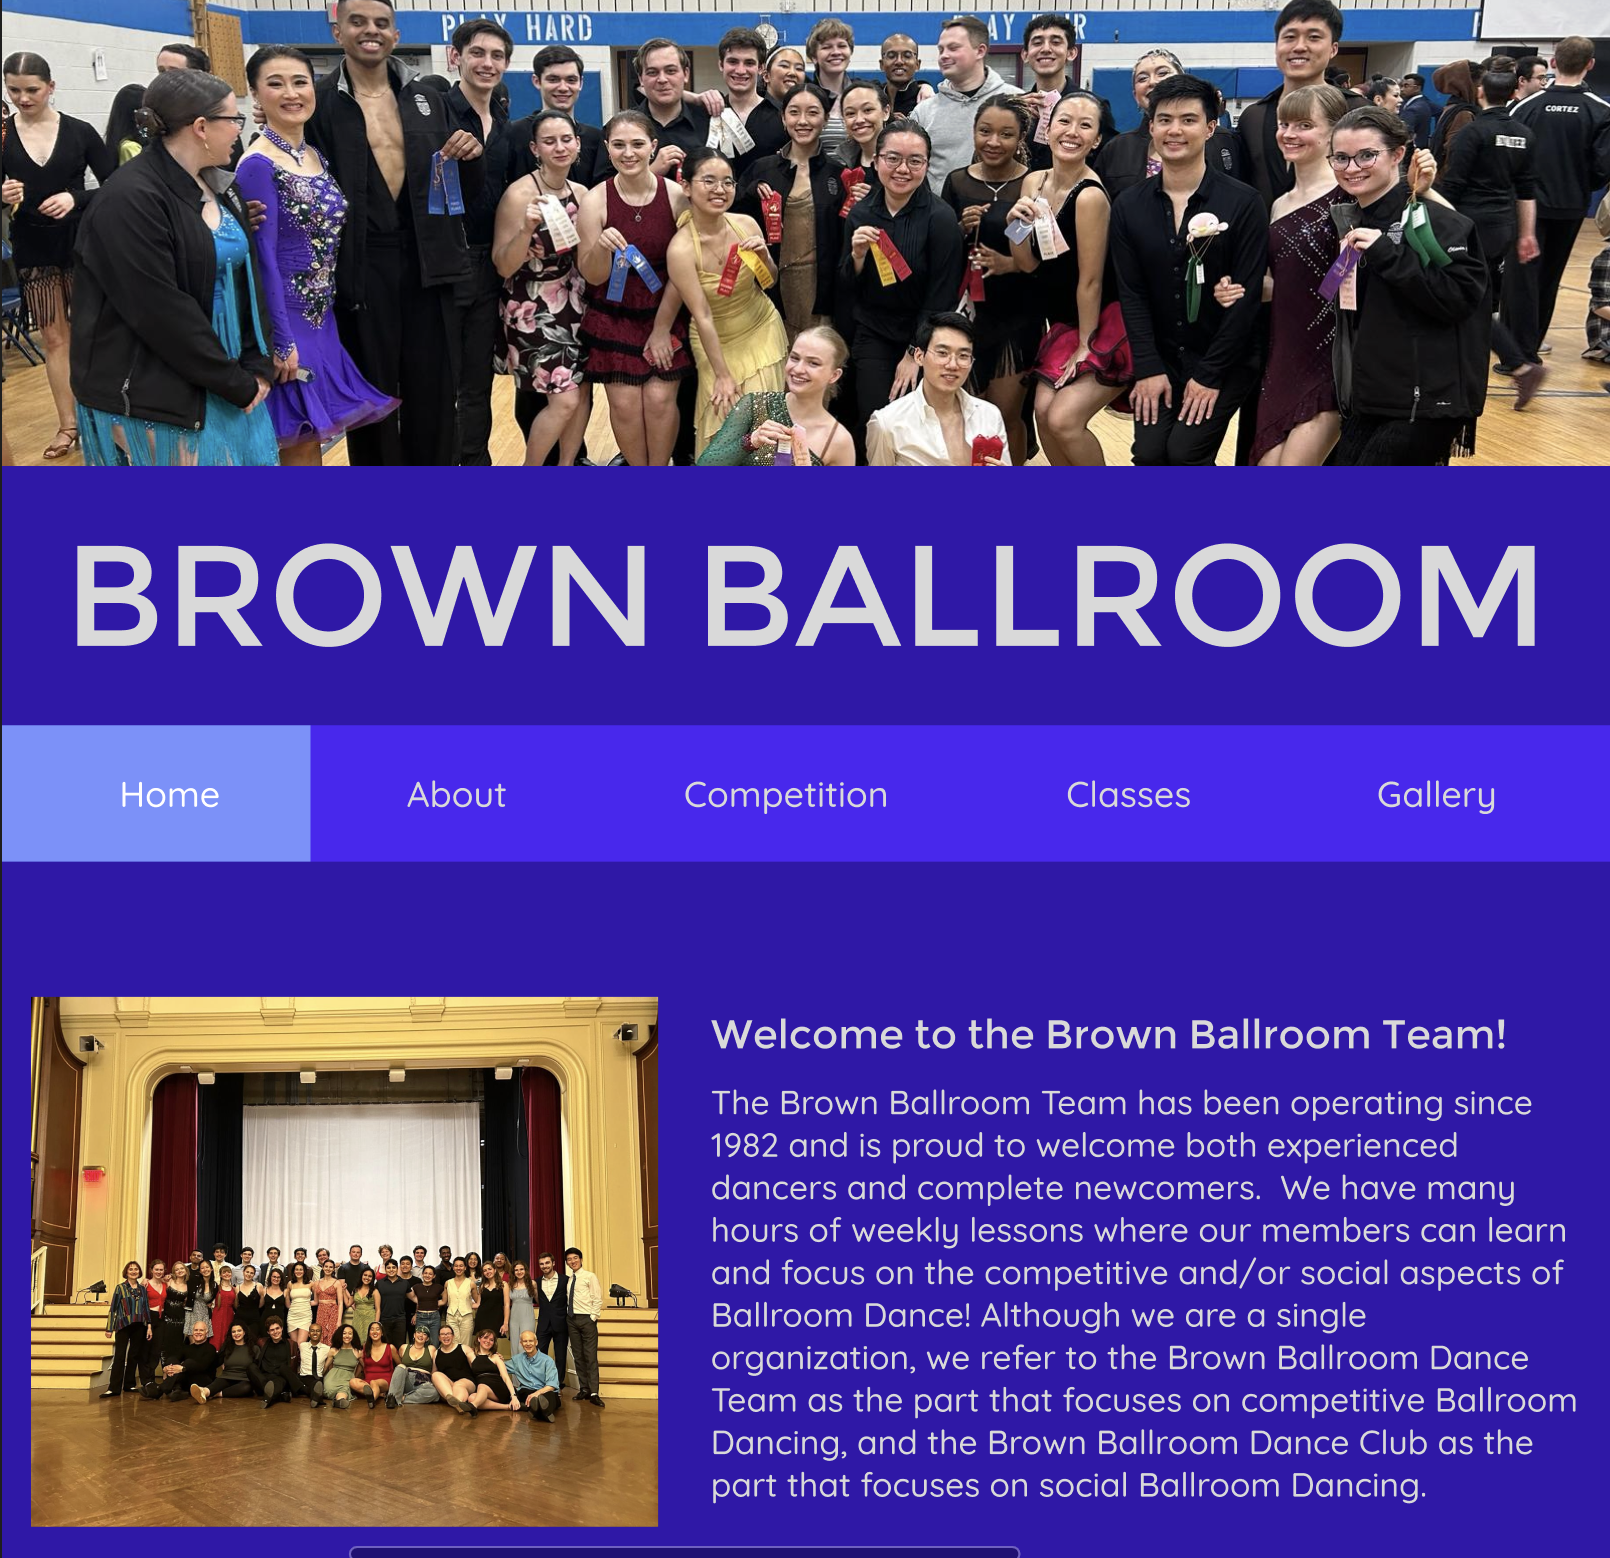 PLAY HARD
CORTEZ
BROWN BALLROOM
Home
About
Competition
Classes
Gallery
Welcome to the Brown Ballroom Team!
The Brown Ballroom Team has been operating since
1982 and is proud to welcome both experienced
dancers and complete newcomers.  We have many
hours of weekly lessons where our members can learn
and focus on the competitive and/or social aspects of
Ballroom Dance! Although we are a single
organization, we refer to the Brown Ballroom Dance
Team as the part that focuses on competitive Ballroom
Dancing, and the Brown Ballroom Dance Club as the
part that focuses on social Ballroom Dancing.